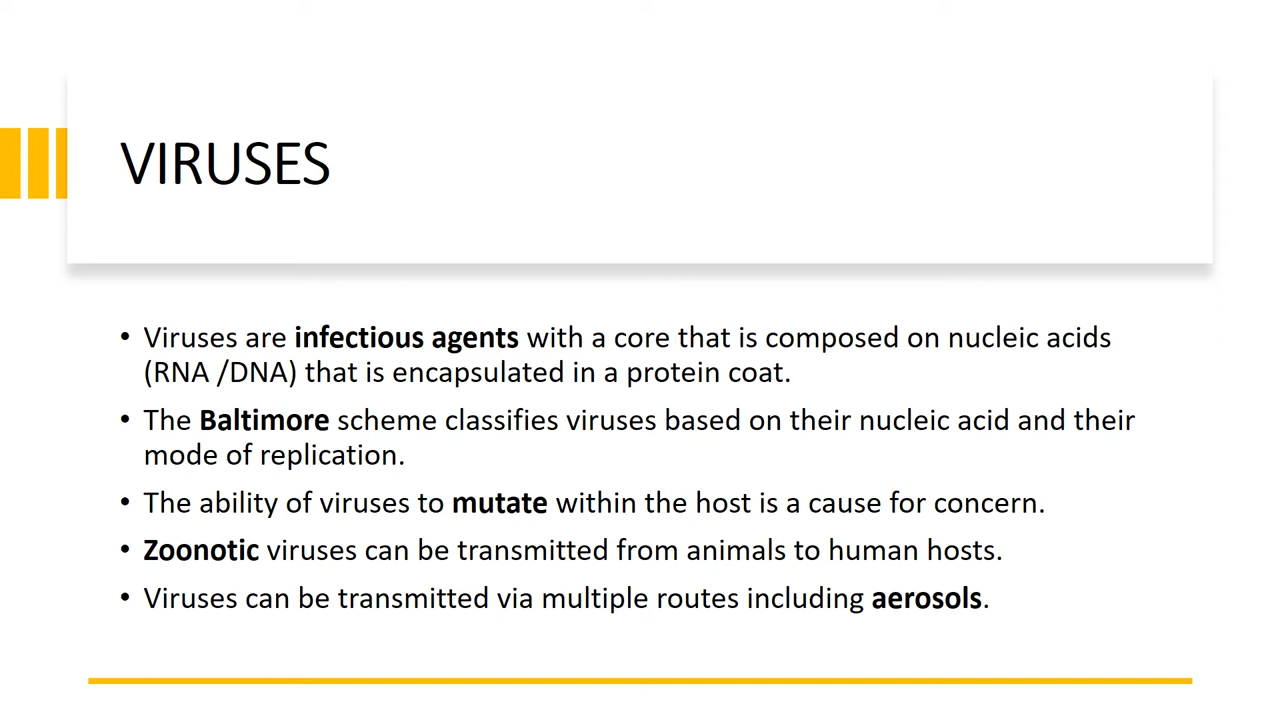 VIRUSES
• Viruses are infectious agents with a core that is composed on nucleic acids
(RNA /DNA) that is encapsulated in a protein coat.
• The Baltimore scheme classifies viruses based on their nucleic acid and their
mode of replication.
• The ability of viruses to mutate within the host is a cause for concern.
• Zoonotic viruses can be transmitted from animals to human hosts.
• Viruses can be transmitted via multiple routes including aerosols.